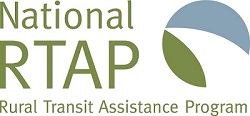 National
RTAP
Rural Transit Assistance Program